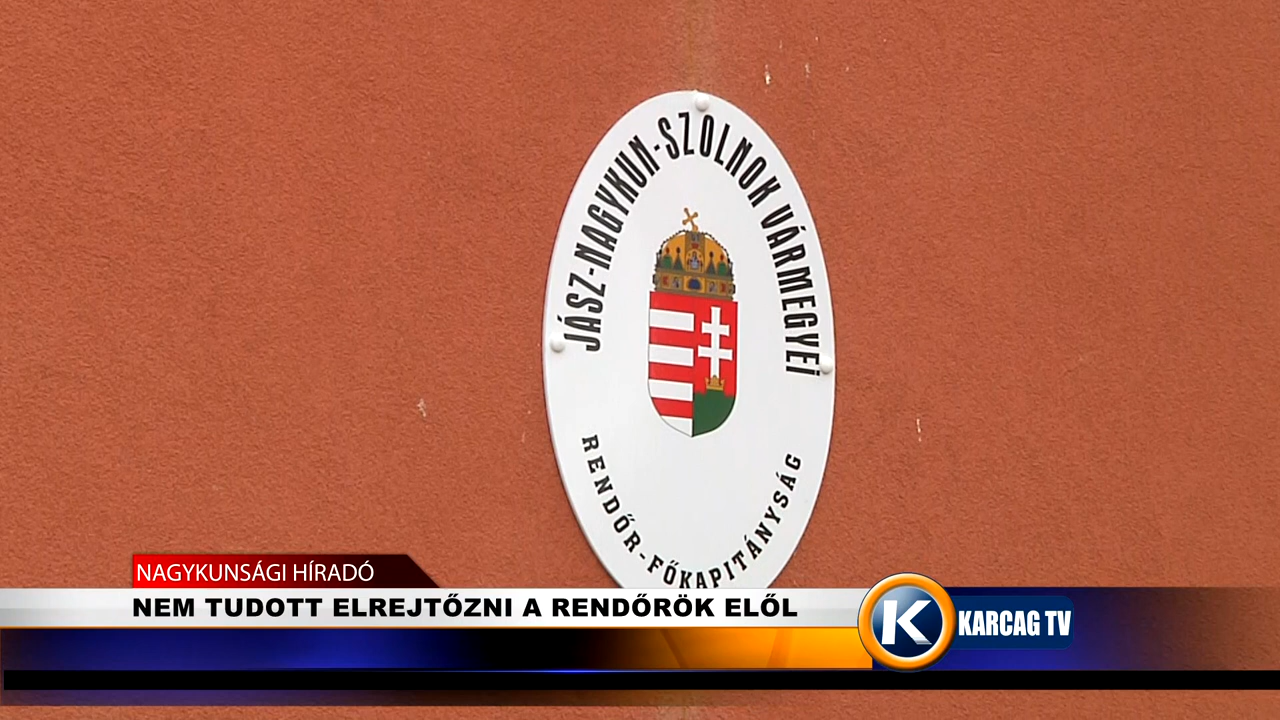 JÁSZ-NAGYKUN-SZOLNOK VÁRMEGYEI
RENDŐR-FŐKAPITÁNYSÁG
NAGYKUNSÁGI HÍRADÓ
NEM TUDOTT ELREJTŐZNI A RENDŐRÖK ELŐL
K KARCAG TV